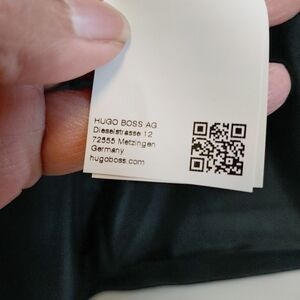 HUGO BOSS AG
Dieselstrasse 12
72555 Metzingen
Germany
hugoboss.com